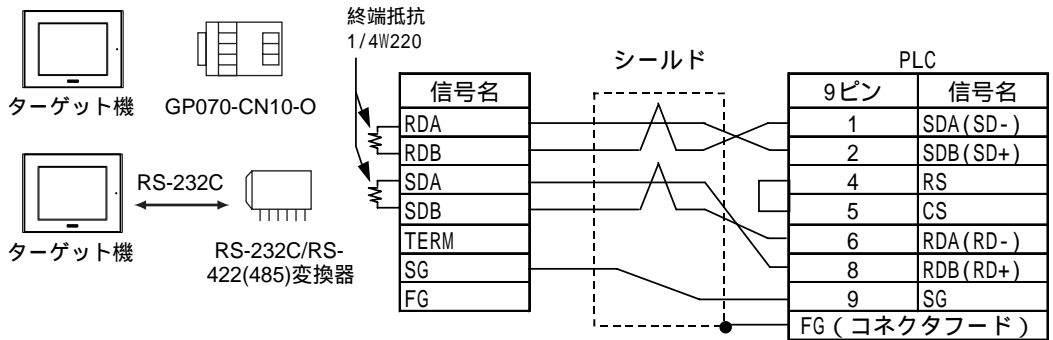 ターゲット機
GP070-CN10-O
ターゲット機
RS-232C
RS-232C/RS-
422(485)変換器
終端抵抗
1/4W220
シールド
信号名
RDA
RDB
SDA
SDB
TERM
SG
FG
PLC
9ピン 信号名
1 SDA(SD-)
2 SDB(SD+)
4 RS
5 CS
6 RDA(RD-)
8 RDB(RD+)
9 SG
FG(コネクタフード)